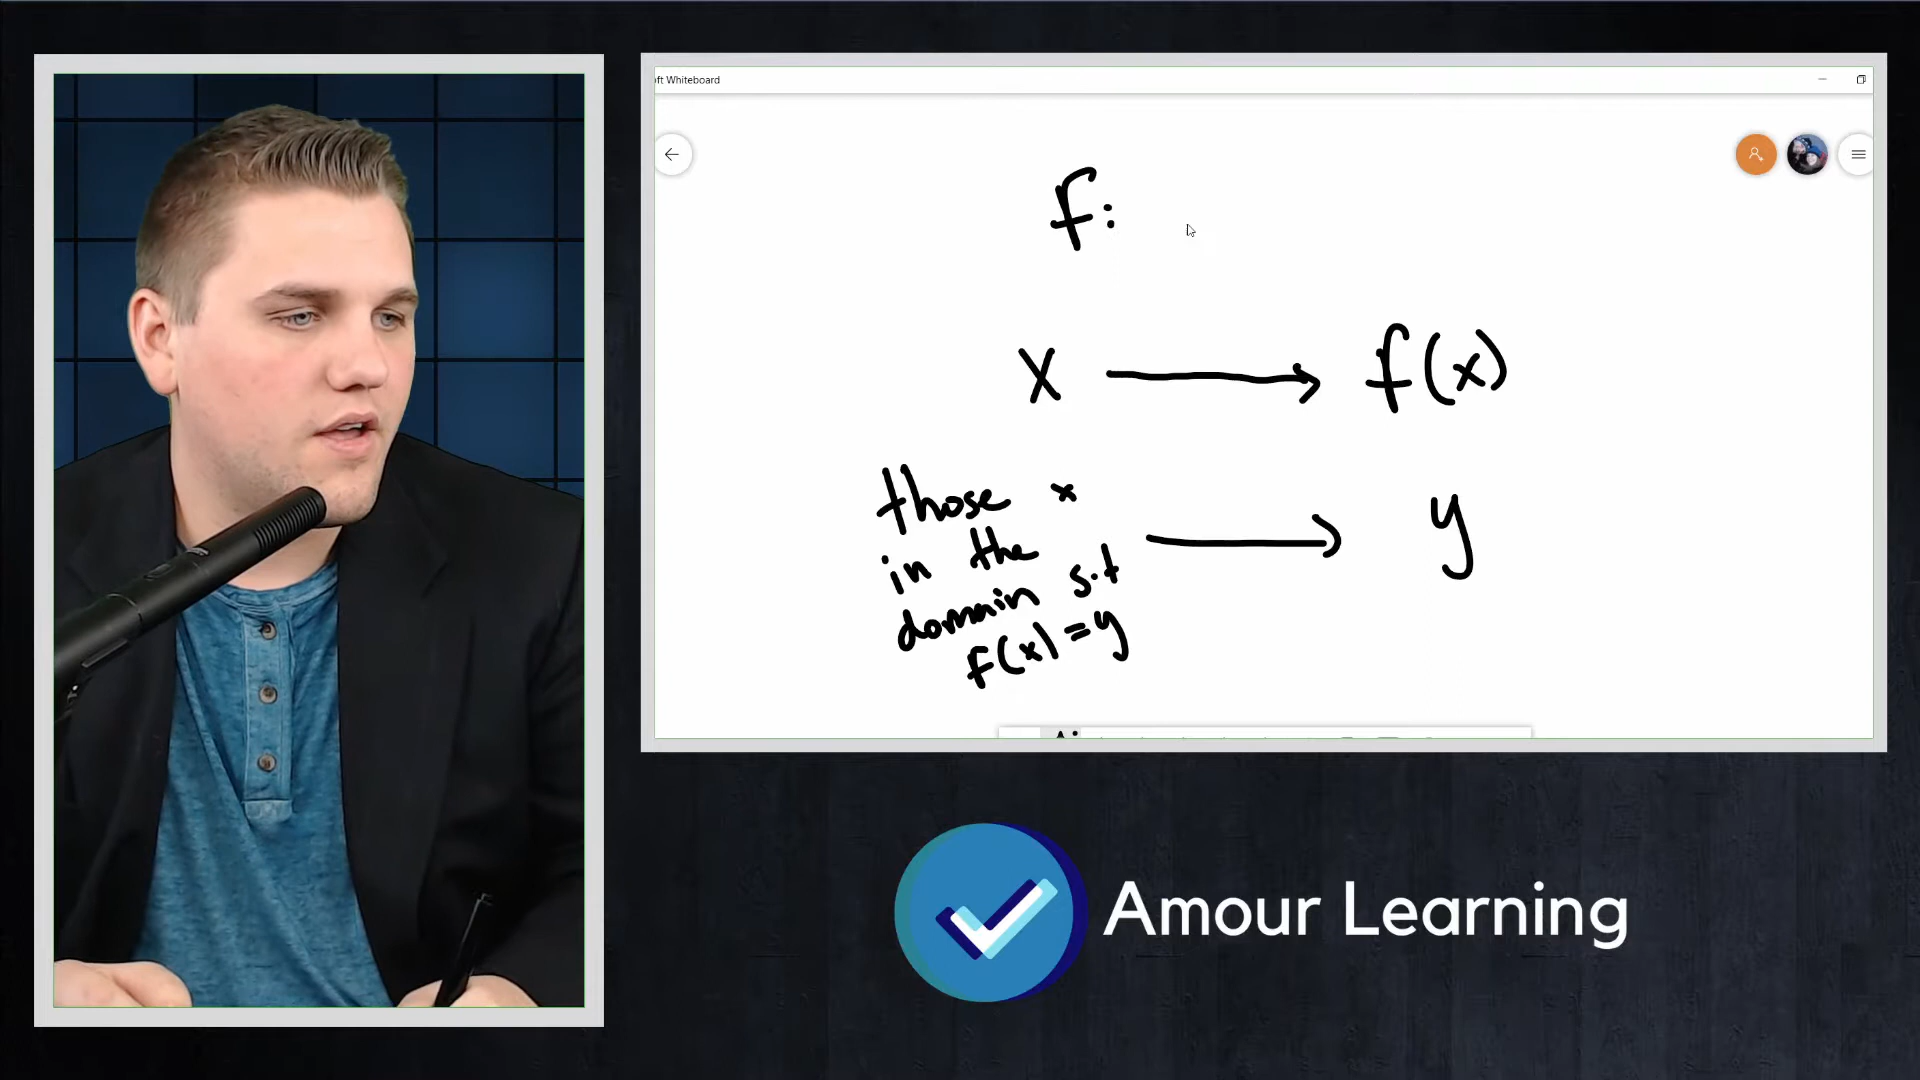 ft Whiteboard
f:
x → f(x)
those x
in the
domain s.t
f(x) = y
→ y
Amour Learning